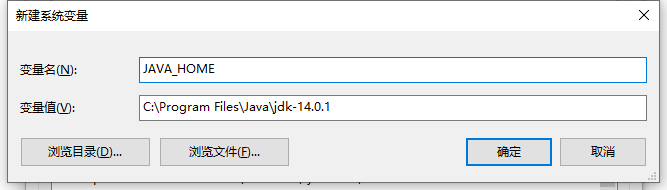 新建系统变量
变量名(N):
JAVA_HOME
变量值(V):
C:\Program Files\Java\jdk-14.0.1
浏览目录(D)...
浏览文件(F)...
确定
取消